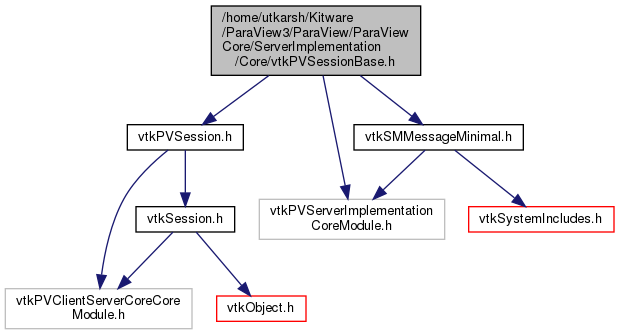 /home/utkarsh/Kitware
/ParaView3/ParaView/ParaView
Core/ServerImplementation
/Core/vtkPVSessionBase.h
vtkPVSession.h
vtkSMMessageMinimal.h
vtkSession.h
vtkPVServerImplementation
CoreModule.h
vtkSystemIncludes.h
vtkPVClientServerCoreCore
Module.h
vtkObject.h